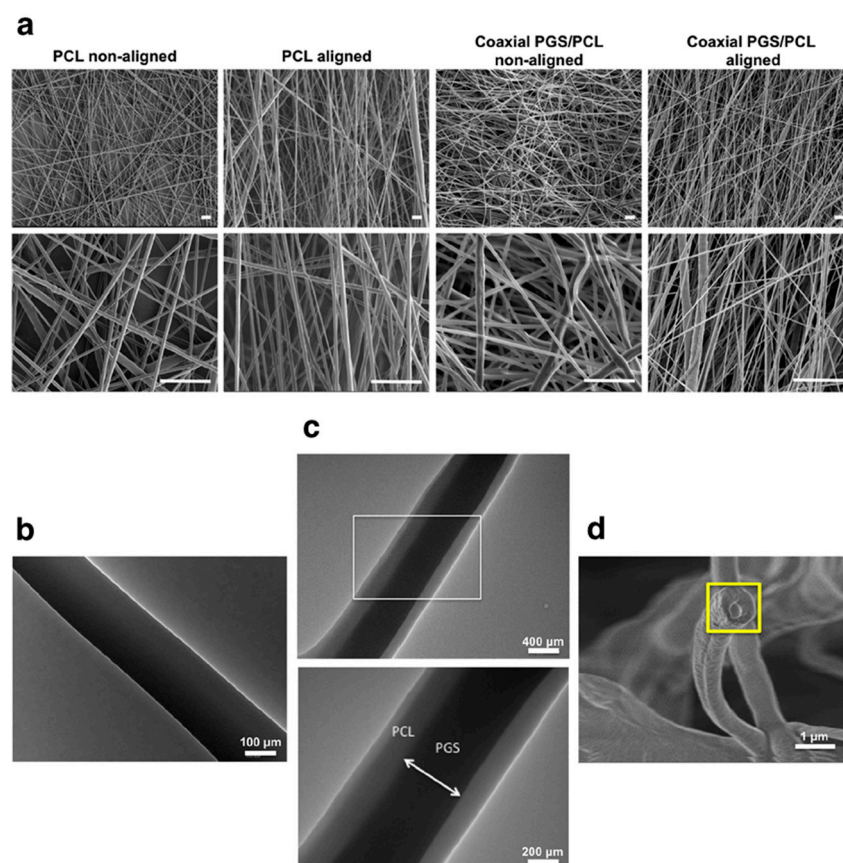 a
PCL non-aligned
PCL aligned
Coaxial PGS/PCL
non-aligned
Coaxial PGS/PCL
aligned
b
100 µm
c
400 µm
PCL
PGS
200 µm
d
1 µm